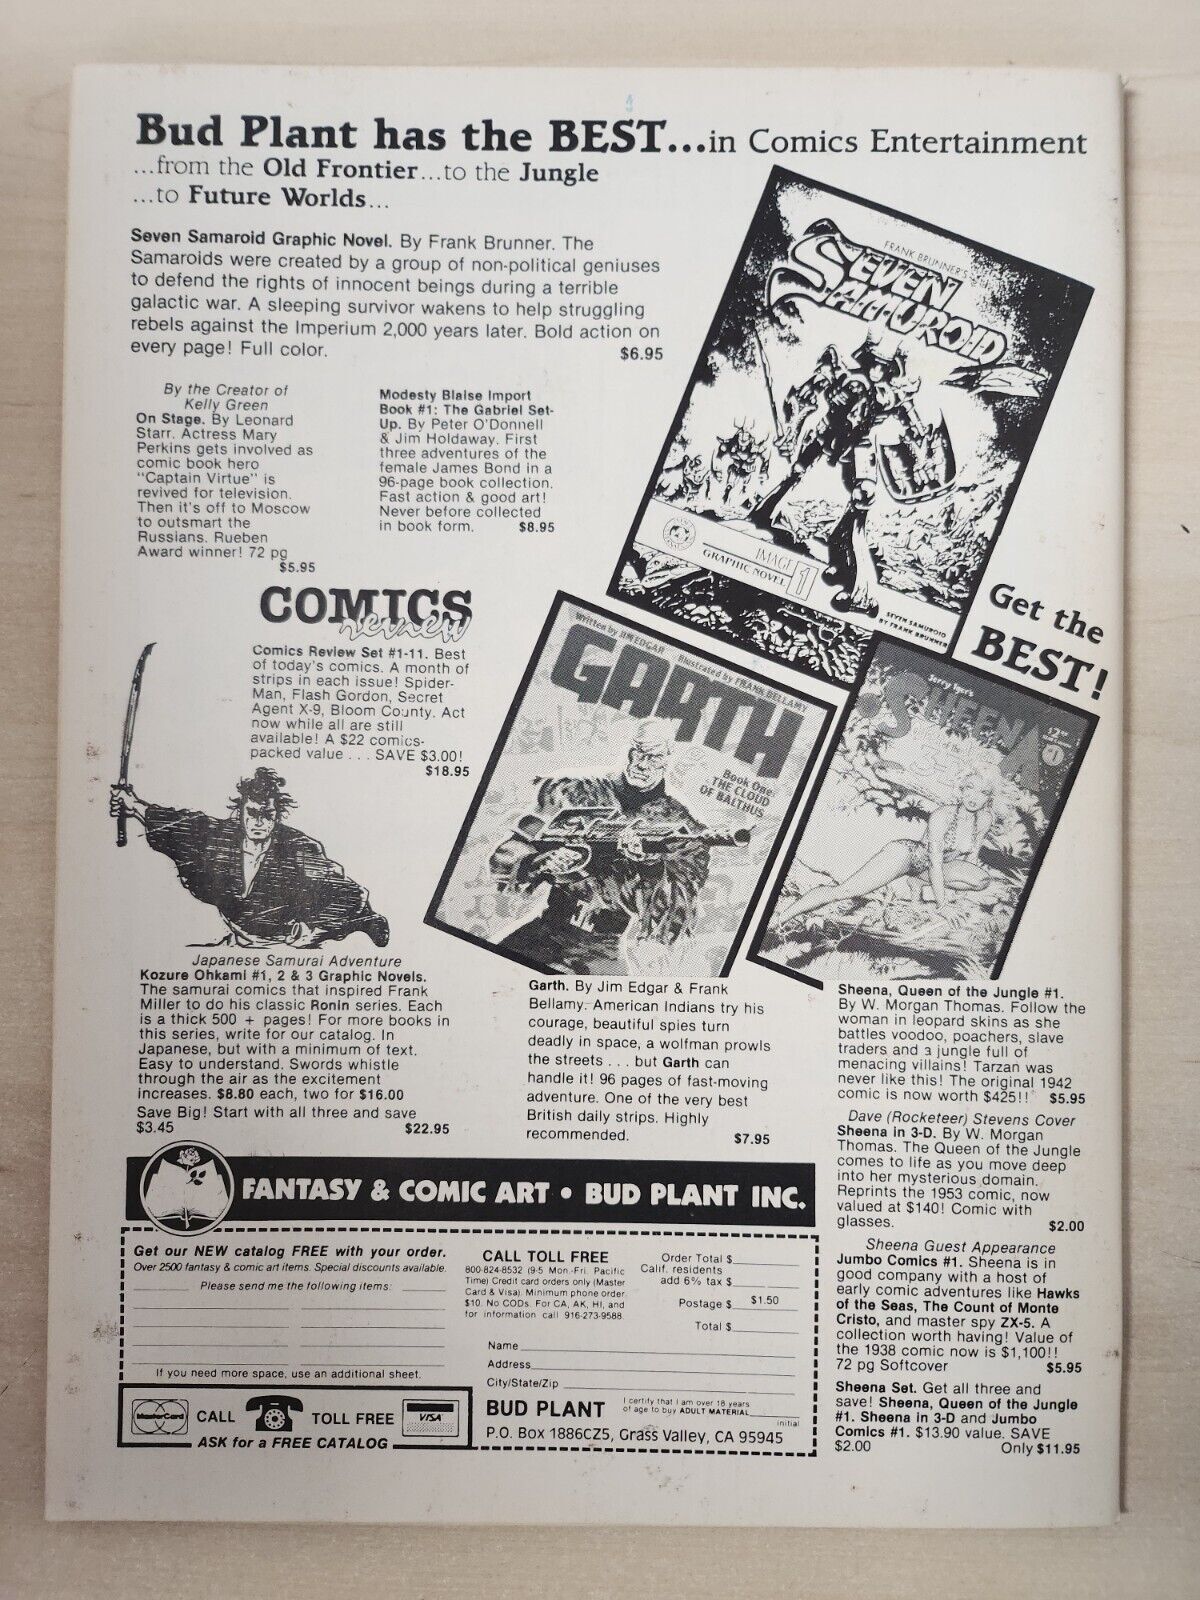 Bud Plant has the BEST...in Comics Entertainment
...from the Old Frontier...to the Jungle
...to Future Worlds...
Seven Samaroid Graphic Novel. By Frank Brunner. The
Samaroids were created by a group of non-political geniuses
to defend the rights of innocent beings during a terrible
galactic war. A sleeping survivor wakens to help struggling
rebels against the Imperium 2,000 years later. Bold action on
every page! Full color. $6.95
By the Creator of
Kelly Green
On Stage. By Leonard
Starr. Actress Mary
Perkins gets involved as
comic book hero
"Captain Virtue" is
revived for television.
Then it's off to Moscow
to outsmart the
Russians. Rueben
Award winner! 72 pg
$5.95
Modesty Blaise Import
Book #1: The Gabriel Set-
Up. By Peter O'Donnell
& Jim Holdaway. First
three adventures of the
female James Bond in a
96-page book collection.
Fast action & good art!
Never before collected
in book form. $8.95
FRANK BRUNNER'S
SEVEN
SAMUROID
IMAGE 1
GRAPHIC NOVEL
SEVEN SAMUROID
BY FRANK BRUNNER
Get the
BEST!
COMICS
review
Comics Review Set #1-11. Best
of today's comics. A month of
strips in each issue! Spider-
Man, Flash Gordon, Secret
Agent X-9, Bloom County. Act
now while all are still
available! A $22 comics-
packed value . . . SAVE $3.00!
$18.95
Written by JIM EDGAR Illustrated by FRANK BELLAMY
GARTH
Book One:
THE CLOUD
OF BALTHUS
Jerry Iger's
SHEENA
$2.00
#1
Japanese Samurai Adventure
Kozure Ohkami #1, 2 & 3 Graphic Novels.
The samurai comics that inspired Frank
Miller to do his classic Ronin series. Each
is a thick 500 + pages! For more books in
this series, write for our catalog. In
Japanese, but with a minimum of text.
Easy to understand. Swords whistle
through the air as the excitement
increases. $8.80 each, two for $16.00
Save Big! Start with all three and save
$3.45 $22.95
Garth. By Jim Edgar & Frank
Bellamy. American Indians try his
courage, beautiful spies turn
deadly in space, a wolfman prowls
the streets . . . but Garth can
handle it! 96 pages of fast-moving
adventure. One of the very best
British daily strips. Highly
recommended. $7.95
Sheena, Queen of the Jungle #1.
By W. Morgan Thomas. Follow the
woman in leopard skins as she
battles voodoo, poachers, slave
traders and a jungle full of
menacing villains! Tarzan was
never like this! The original 1942
comic is now worth $425!! $5.95
Dave (Rocketeer) Stevens Cover
Sheena in 3-D. By W. Morgan
Thomas. The Queen of the Jungle
comes to life as you move deep
into her mysterious domain.
Reprints the 1953 comic, now
valued at $140! Comic with
glasses. $2.00
Sheena Guest Appearance
Jumbo Comics #1. Sheena is in
good company with a host of
early comic adventures like Hawks
of the Seas, The Count of Monte
Cristo, and master spy ZX-5. A
collection worth having! Value of
the 1938 comic now is $1,100!!
72 pg Softcover $5.95
Sheena Set. Get all three and
save! Sheena, Queen of the Jungle
#1. Sheena in 3-D and Jumbo
Comics #1. $13.90 value. SAVE
$2.00 Only $11.95
FANTASY & COMIC ART • BUD PLANT INC.
Get our NEW catalog FREE with your order.
Over 2500 fantasy & comic art items. Special discounts available.
Please send me the following items:
If you need more space, use an additional sheet.
MasterCard CALL TOLL FREE VISA
ASK for a FREE CATALOG
CALL TOLL FREE
800-824-8532 (9-5 Mon.-Fri. Pacific
Time) Credit card orders only (Master
Card & Visa). Minimum phone order
$10. No CODs. For CA, AK, HI, and
for information call 916-273-9588.
Order Total $
Calif. residents
add 6% tax $
Postage $ $1.50
Total $
Name
Address
City/State/Zip
BUD PLANT
I certify that I am over 18 years
of age to buy ADULT MATERIAL
initial
P.O. Box 1886CZ5, Grass Valley, CA 95945